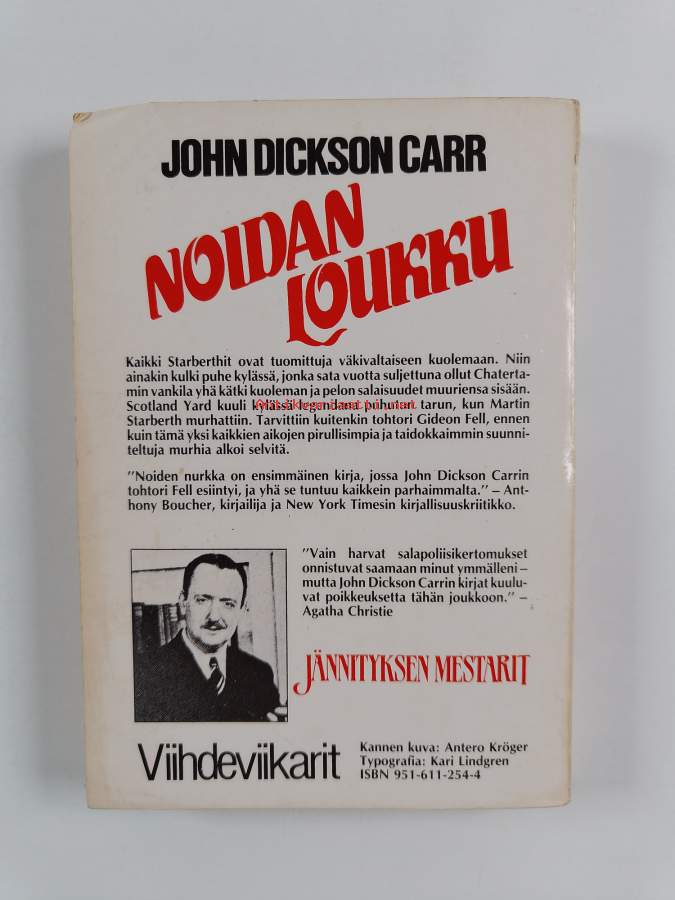 JOHN DICKSON CARR
NOIDAN
LOUKKU
Kaikki Starberthit ovat tuomittuja väkivaltaiseen kuolemaan. Niin
ainakin kulki puhe kylässä, jonka sata vuotta suljettuna ollut Chaterta-
min vankila yhä kätki kuoleman ja pelon salaisuudet muuriensa sisään.
Scotland Yard kuuli kylässä legendana puhutun tarun, kun Martin
Starberth murhattiin. Tarvittiin kuitenkin tohtori Gideon Fell, ennen
kuin tämä yksi kaikkien aikojen pirullisimpia ja taidokkaimmin suunni-
teltuja murhia alkoi selvitä.
"Noiden nurkka on ensimmäinen kirja, jossa John Dickson Carrin
tohtori Fell esiintyi, ja yhä se tuntuu kaikkein parhaimmalta." – Ant-
hony Boucher, kirjailija ja New York Timesin kirjallisuuskriitikko.
"Vain harvat salapoliisikertomukset
onnistuvat saamaan minut ymmälleni –
mutta John Dickson Carrin kirjat kuulu-
vat poikkeuksetta tähän joukkoon." –
Agatha Christie
JÄNNITYKSEN MESTARIT
Viihdeviikarit
Kannen kuva: Antero Kröger
Typografia: Kari Lindgren
ISBN 951-611-254-4